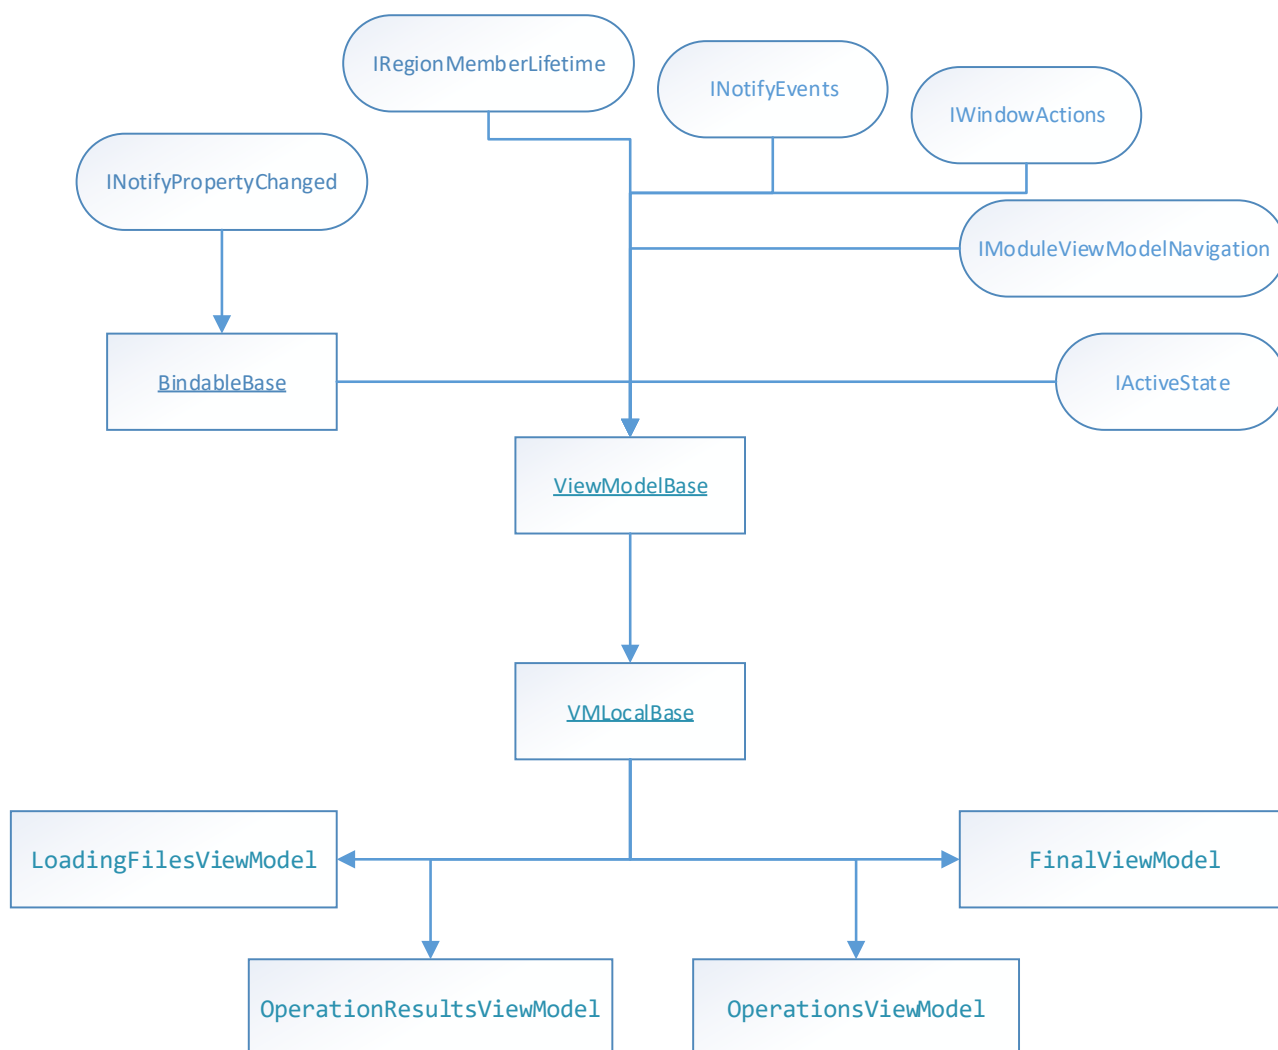 IRegionMemberLifetime
INotifyEvents
IWindowActions
INotifyPropertyChanged
IModuleViewModelNavigation
BindableBase
IActiveState
ViewModelBase
VMLocalBase
LoadingFilesViewModel
FinalViewModel
OperationResultsViewModel
OperationsViewModel